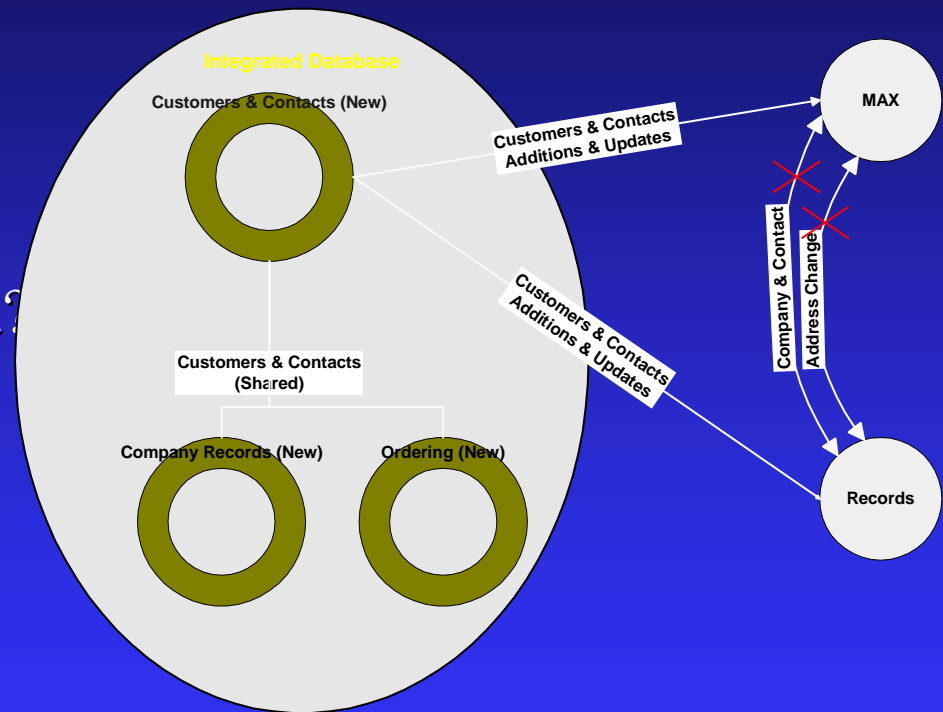 Integrated Database
Customers & Contacts (New)
MAX
Customers & Contacts
Additions & Updates
Company & Contact
Address Change
Customers & Contacts
Additions & Updates
Customers & Contacts
(Shared)
Company Records (New)
Ordering (New)
Records
?